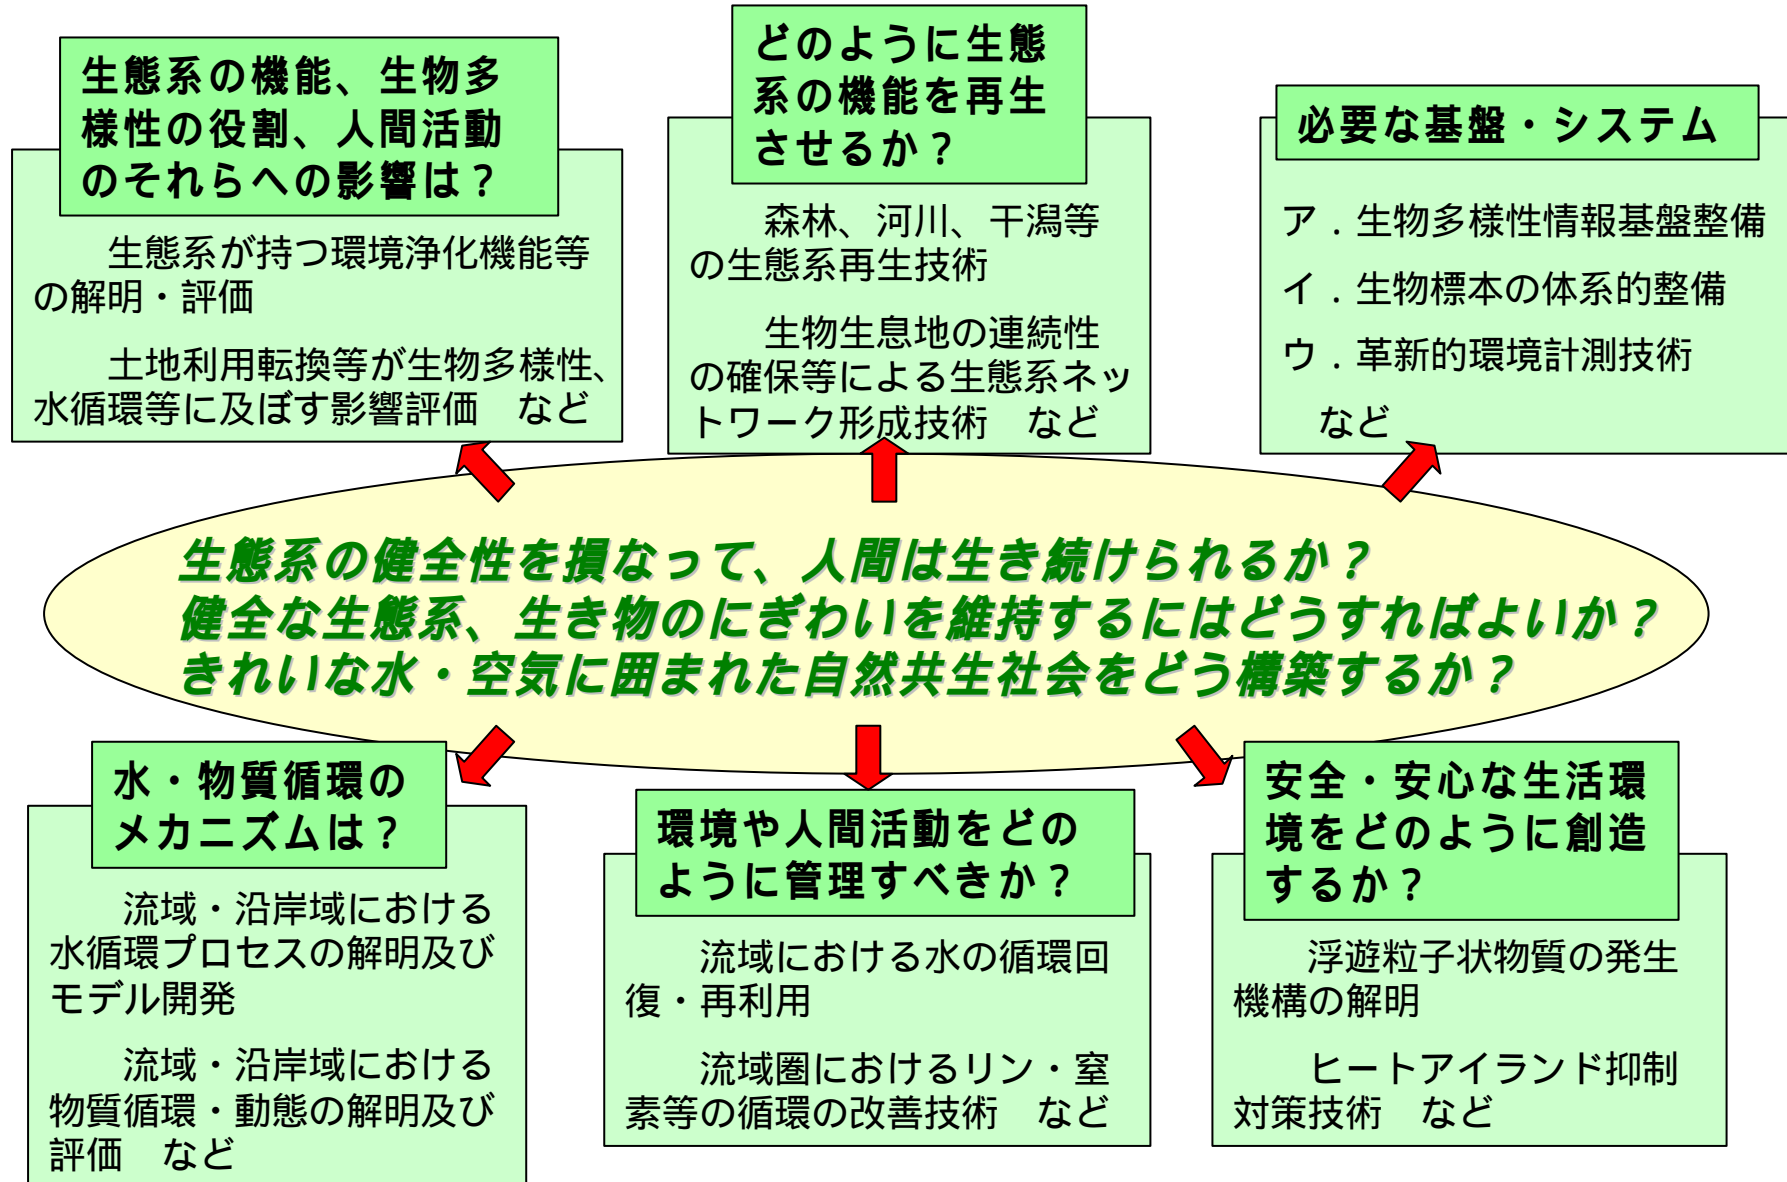 生態系の機能、生物多
様性の役割、人間活動
のそれらへの影響は？
生態系が持つ環境浄化機能等
の解明・評価
土地利用転換等が生物多様性、
水循環等に及ぼす影響評価　など
どのように生態
系の機能を再生
させるか？
森林、河川、干潟等
の生態系再生技術
生物生息地の連続性
の確保等による生態系ネッ
トワーク形成技術　など
必要な基盤・システム
ア．生物多様性情報基盤整備
イ．生物標本の体系的整備
ウ．革新的環境計測技術
など
生態系の健全性を損なって、人間は生き続けられるか？
健全な生態系、生き物のにぎわいを維持するにはどうすればよいか？
きれいな水・空気に囲まれた自然共生社会をどう構築するか？
水・物質循環の
メカニズムは？
流域・沿岸域における
水循環プロセスの解明及び
モデル開発
流域・沿岸域における
物質循環・動態の解明及び
評価　など
環境や人間活動をどの
ように管理すべきか？
流域における水の循環回
復・再利用
流域圏におけるリン・窒
素等の循環の改善技術　など
安全・安心な生活環
境をどのように創造
するか？
浮遊粒子状物質の発生
機構の解明
ヒートアイランド抑制
対策技術　など